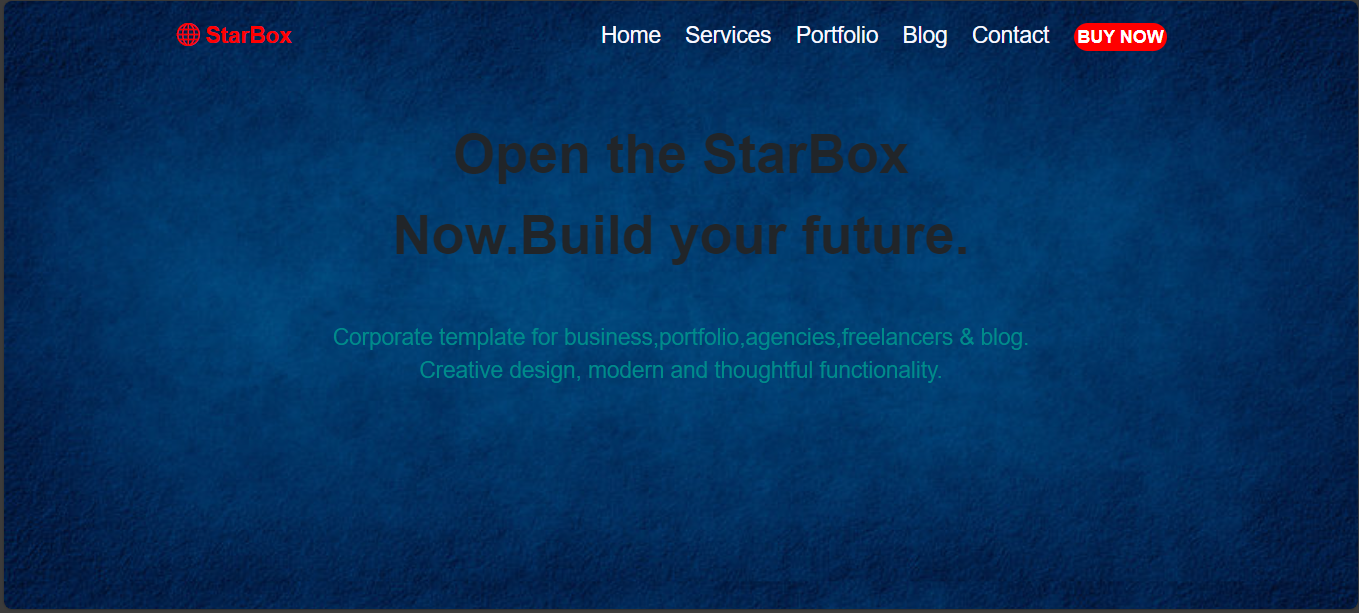 StarBox
Home Services Portfolio Blog Contact BUY NOW
Open the StarBox
Now.Build your future.
Corporate template for business,portfolio,agencies,freelancers & blog.
Creative design, modern and thoughtful functionality.